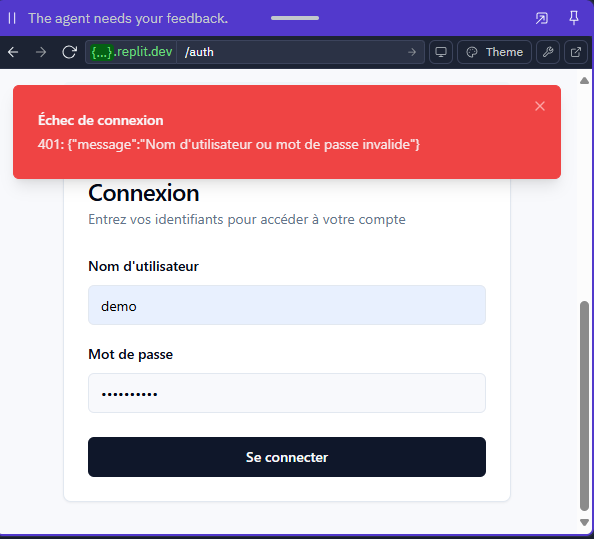 The agent needs your feedback.
{...}.replit.dev /auth
Theme
Échec de connexion
401: {"message":"Nom d'utilisateur ou mot de passe invalide"}
Connexion
Entrez vos identifiants pour accéder à votre compte
Nom d'utilisateur
demo
Mot de passe
••••••••••
Se connecter